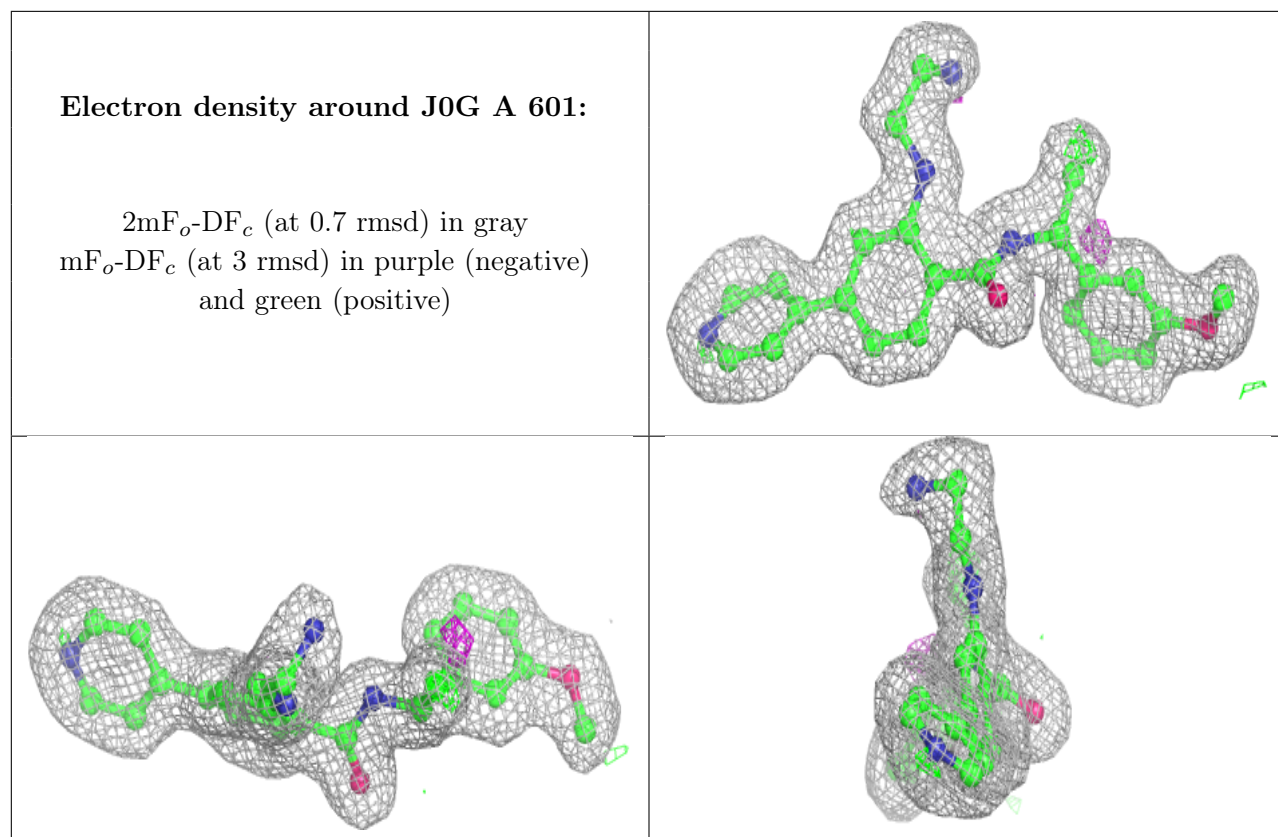 Electron density around J0G A 601:
2mFo-DFc (at 0.7 rmsd) in gray
mFo-DFc (at 3 rmsd) in purple (negative)
and green (positive)